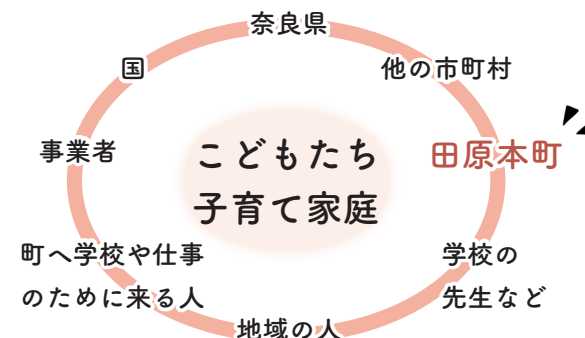 奈良県
国
他の市町村
事業者
こどもたち
子育て家庭
田原本町
町へ学校や仕事
のために来る人
学校の
先生など
地域の人